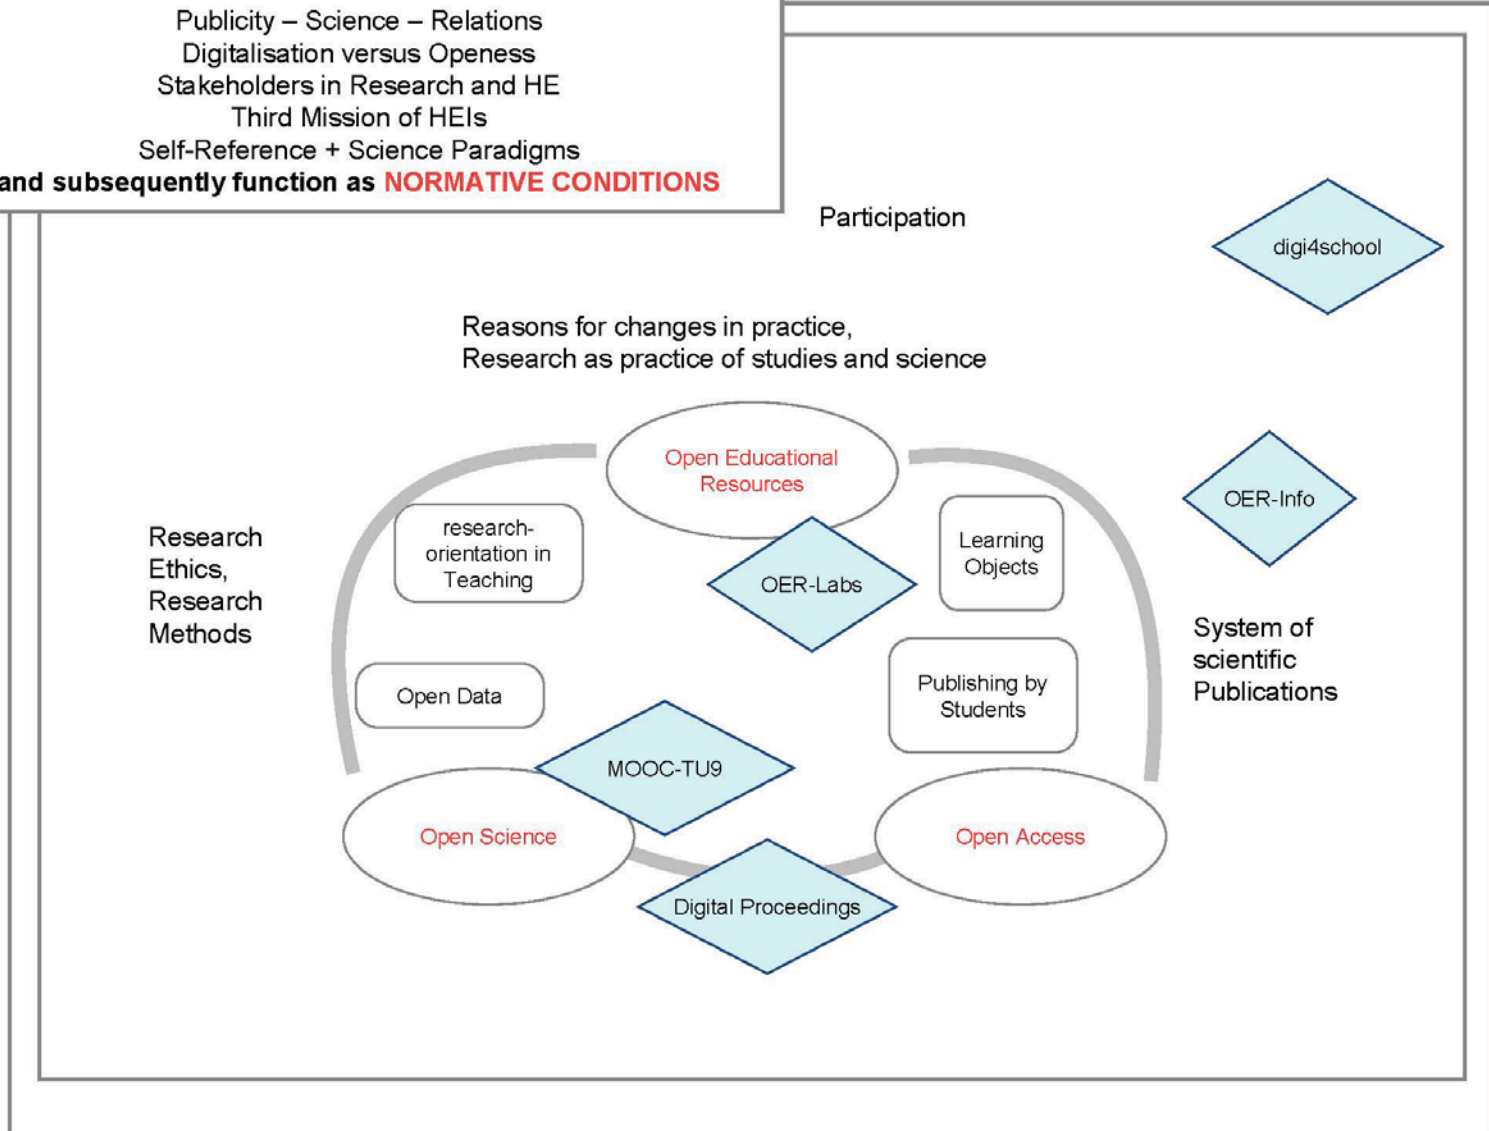 Publicity – Science – Relations
Digitalisation versus Openess
Stakeholders in Research and HE
Third Mission of HEIs
Self-Reference + Science Paradigms
and subsequently function as NORMATIVE CONDITIONS
Participation
digi4school
Reasons for changes in practice,
Research as practice of studies and science
Open Educational
Resources
OER-Info
research-
orientation in
Teaching
Learning
Objects
Research
Ethics,
Research
Methods
OER-Labs
System of
scientific
Publications
Open Data
Publishing by
Students
MOOC-TU9
Open Science
Open Access
Digital Proceedings